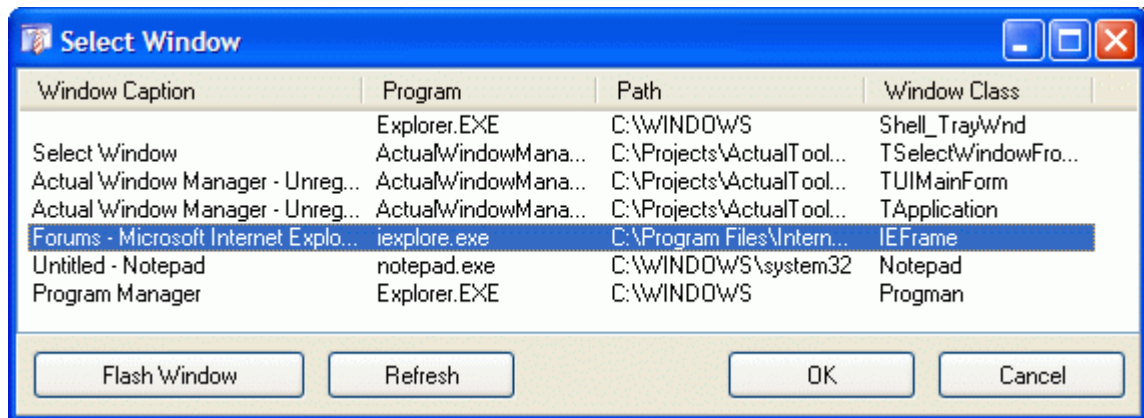 Select Window
Window Caption Program Path Window Class
Explorer.EXE C:\WINDOWS Shell_TrayWnd
Select Window ActualWindowMana... C:\Projects\ActualTool... TSelectWindowFro...
Actual Window Manager - Unreg... ActualWindowMana... C:\Projects\ActualTool... TUIMainForm
Actual Window Manager - Unreg... ActualWindowMana... C:\Projects\ActualTool... TApplication
Forums - Microsoft Internet Explo... iexplore.exe C:\Program Files\Intern... IEFrame
Untitled - Notepad notepad.exe C:\WINDOWS\system32 Notepad
Program Manager Explorer.EXE C:\WINDOWS Progman
Flash Window Refresh OK Cancel